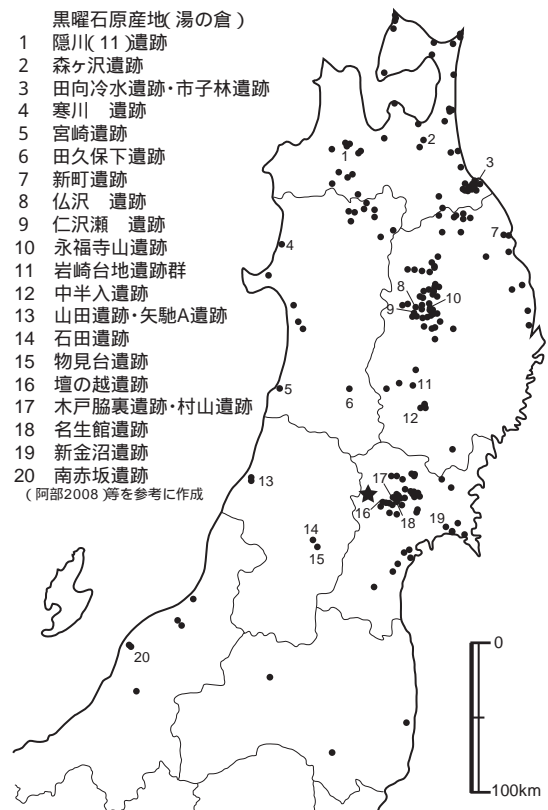 黒曜石原産地(湯の倉)
1 隠川(11)遺跡
2 森ヶ沢遺跡
3 田向冷水遺跡・市子林遺跡
4 寒川 遺跡
5 宮崎遺跡
6 田久保下遺跡
7 新町遺跡
8 仏沢 遺跡
9 仁沢瀬 遺跡
10 永福寺山遺跡
11 岩崎台地遺跡群
12 中半入遺跡
13 山田遺跡・矢馳A遺跡
14 石田遺跡
15 物見台遺跡
16 壇の越遺跡
17 木戸脇裏遺跡・村山遺跡
18 名生館遺跡
19 新金沼遺跡
20 南赤坂遺跡
(阿部2008)等を参考に作成
1
2
3
4
7
8
10
9
5
6
11
12
13
17
16
18
19
14
15
20
0
100km